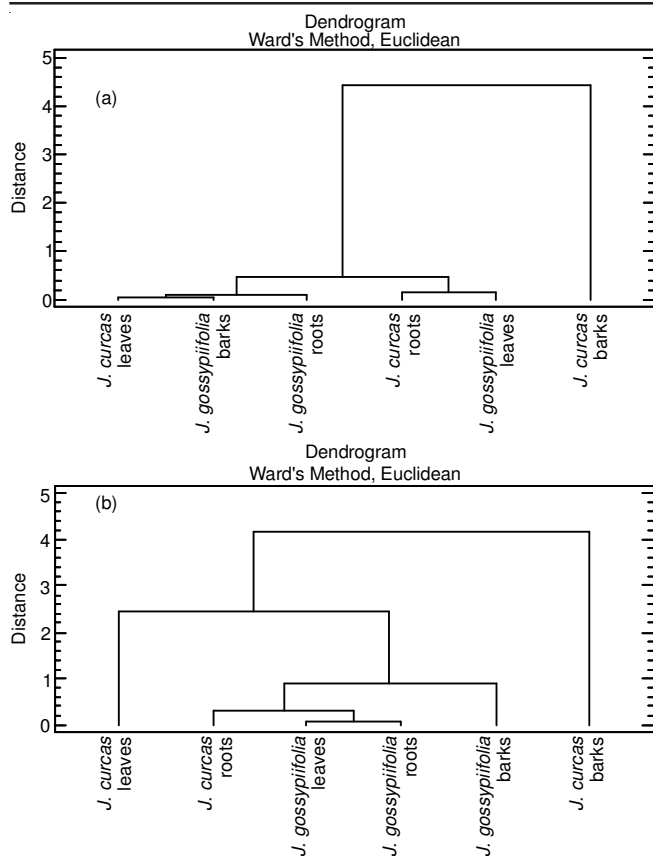 Dendrogram
Ward's Method, Euclidean
(a)
5
4
3
2
1
0
Distance
J. curcas
leaves
J. gossypiifolia
barks
J. gossypiifolia
roots
J. curcas
roots
J. gossypiifolia
leaves
J. curcas
barks
Dendrogram
Ward's Method, Euclidean
(b)
5
4
3
2
1
0
Distance
J. curcas
leaves
J. curcas
roots
J. gossypiifolia
leaves
J. gossypiifolia
roots
J. gossypiifolia
barks
J. curcas
barks